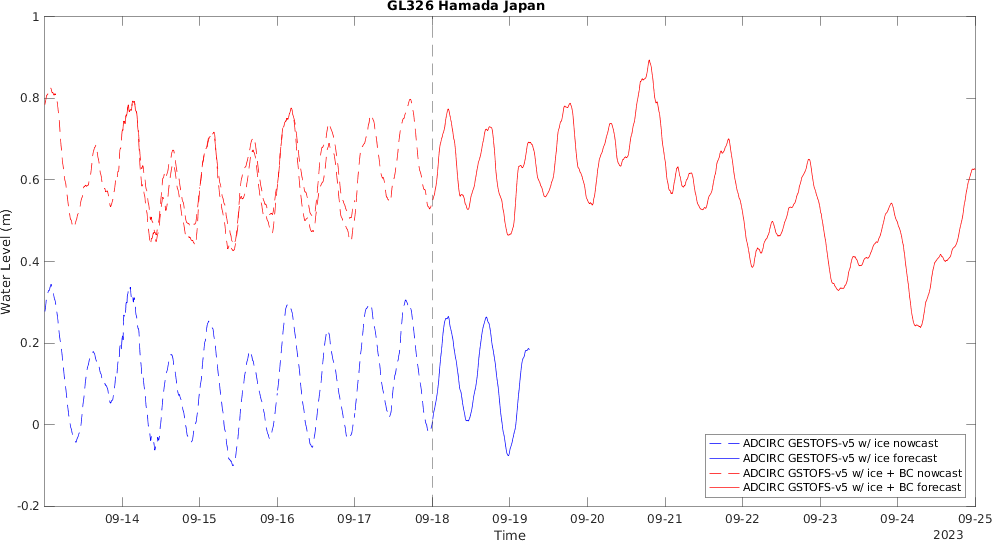 GL326 Hamada Japan
1
0.8
0.6
0.4
0.2
0
-0.2
Water Level (m)
09-14 09-15 09-16 09-17 09-18 09-19 09-20 09-21 09-22 09-23 09-24 09-25
Time
2023
ADCIRC GESTOFS-v5 w/ ice nowcast
ADCIRC GESTOFS-v5 w/ ice forecast
ADCIRC GSTOFS-v5 w/ ice + BC nowcast
ADCIRC GSTOFS-v5 w/ ice + BC forecast